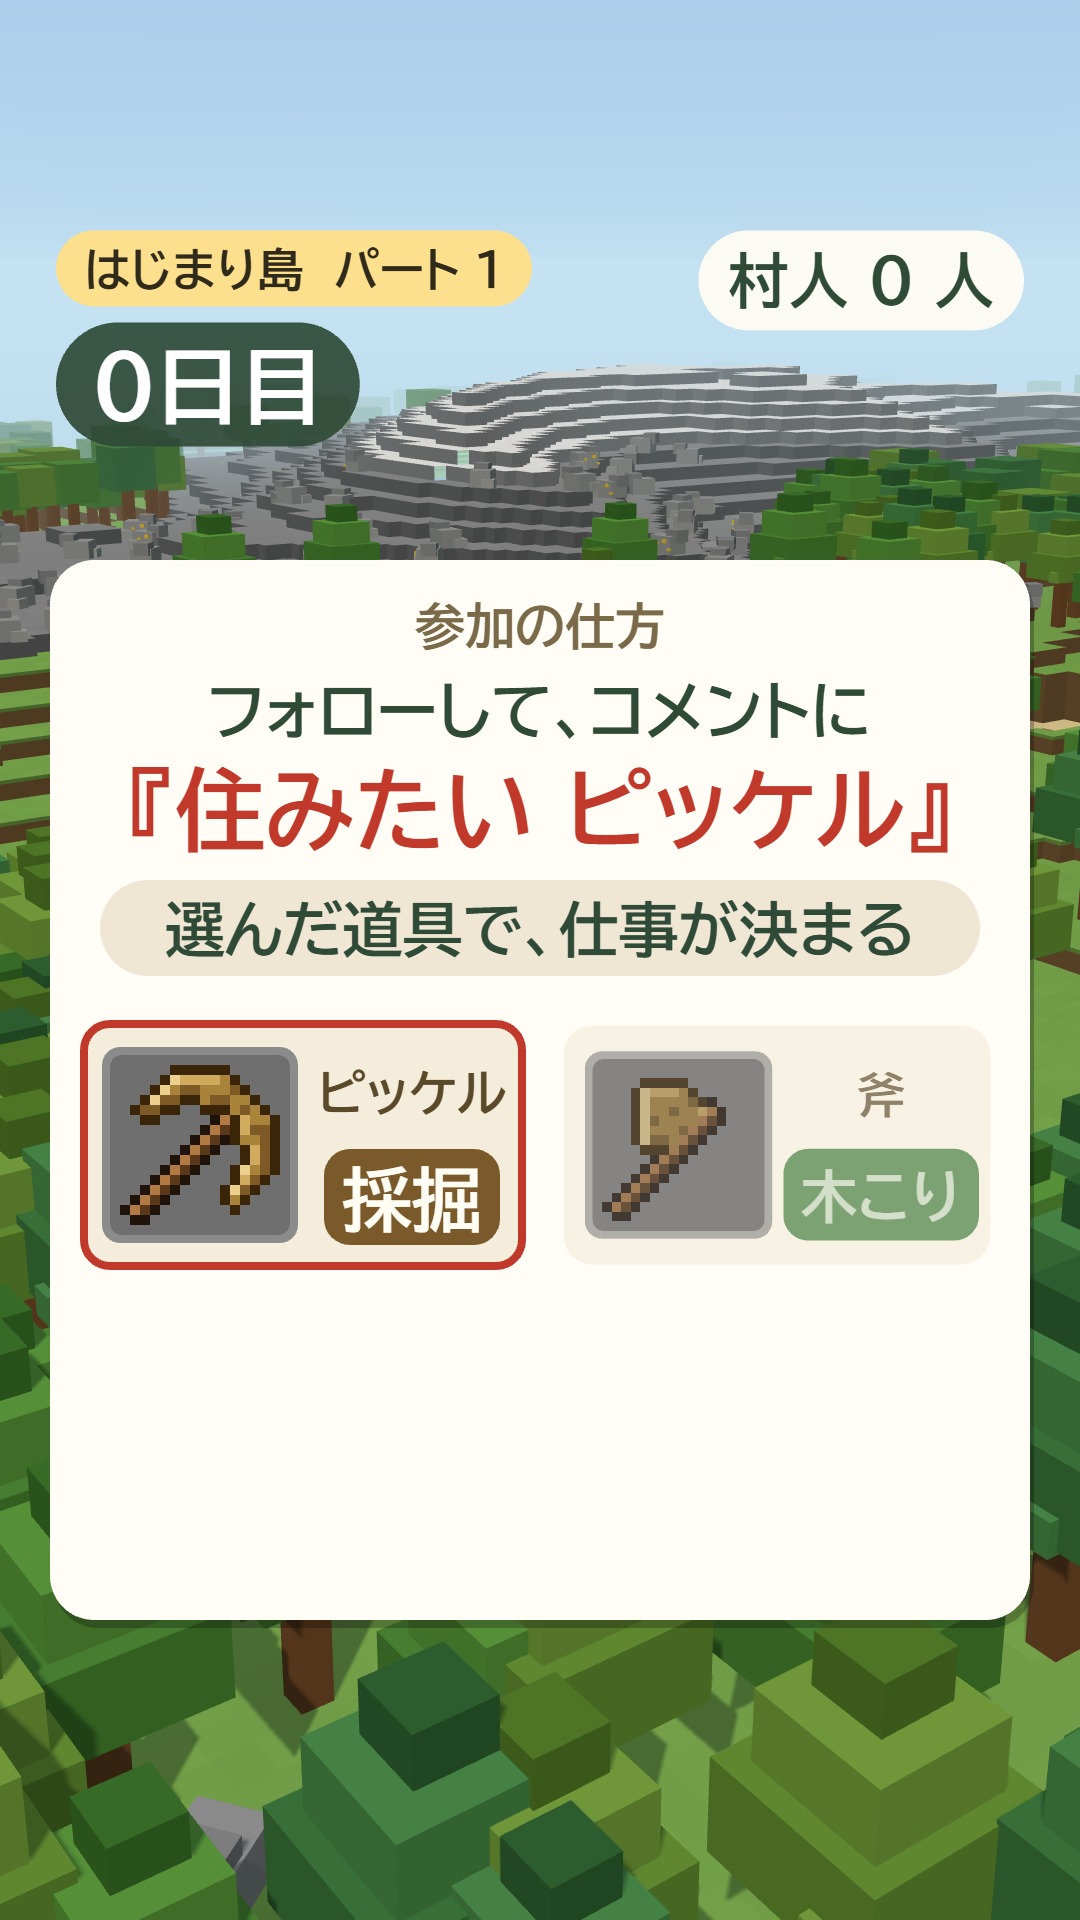 はじまり島 パート 1
村人 0 人
0日目
参加の仕方
フォローして、コメントに
『住みたい ピッケル』
選んだ道具で、仕事が決まる
ピッケル
採掘
斧
木こり